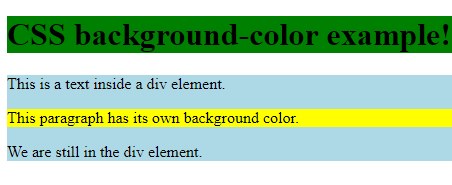 CSS background-color example!
This is a text inside a div element.
This paragraph has its own background color.
We are still in the div element.